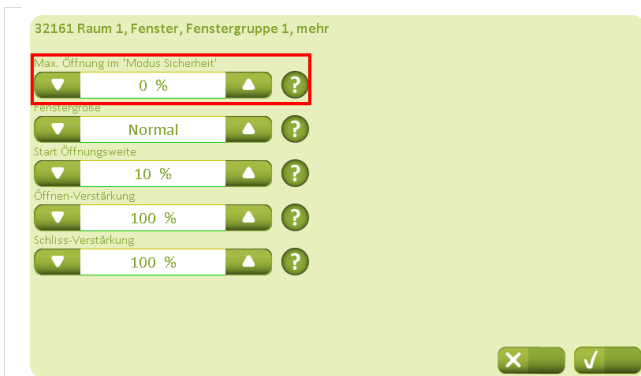 32161 Raum 1, Fenster, Fenstergruppe 1, mehr
Max. Öffnung im 'Modus Sicherheit'
0 %
?
Fenstergröße
Normal
?
Start Öffnungsweite
10 %
?
Öffnen-Verstärkung
100 %
?
Schliss-Verstärkung
100 %
?